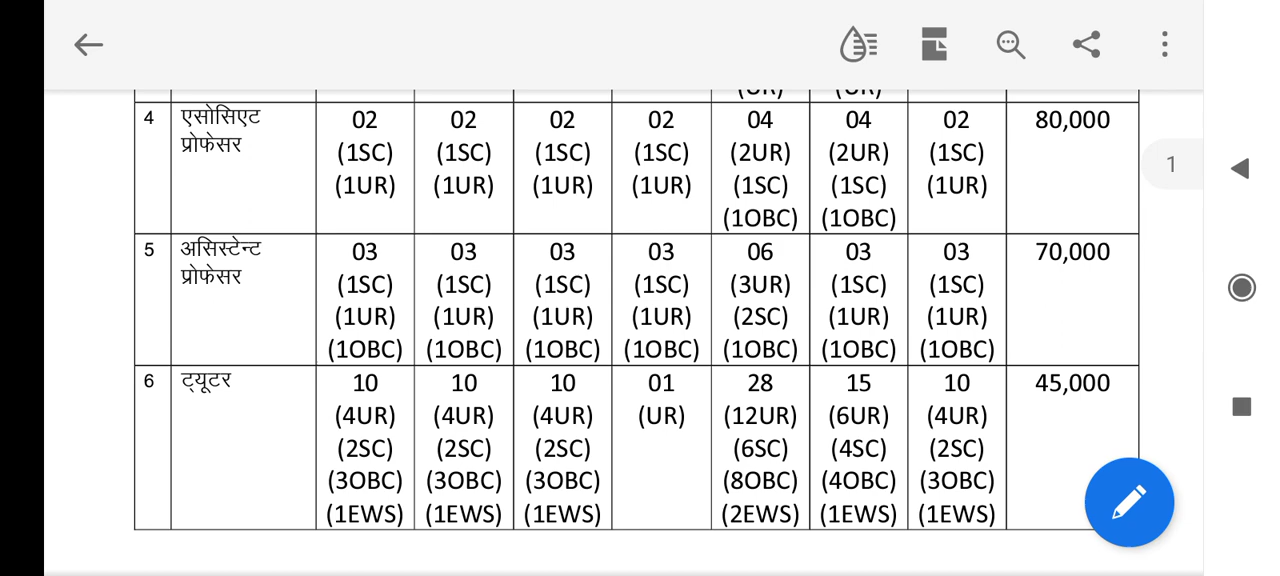 (UR) (UR)
4 एसोसिएट 02 02 02 02 04 04 02 80,000
प्रोफेसर (1SC) (1SC) (1SC) (1SC) (2UR) (2UR) (1SC)
(1UR) (1UR) (1UR) (1UR) (1SC) (1SC) (1UR)
(1OBC) (1OBC)
1
5 असिस्टेन्ट 03 03 03 03 06 03 03 70,000
प्रोफेसर (1SC) (1SC) (1SC) (1SC) (3UR) (1SC) (1SC)
(1UR) (1UR) (1UR) (1UR) (2SC) (1UR) (1UR)
(1OBC) (1OBC) (1OBC) (1OBC) (1OBC) (1OBC) (1OBC)
6 ट्यूटर 10 10 10 01 28 15 10 45,000
(4UR) (4UR) (4UR) (UR) (12UR) (6UR) (4UR)
(2SC) (2SC) (2SC) (6SC) (4SC) (2SC)
(3OBC) (3OBC) (3OBC) (8OBC) (4OBC) (3OBC)
(1EWS) (1EWS) (1EWS) (2EWS) (1EWS) (1EWS)